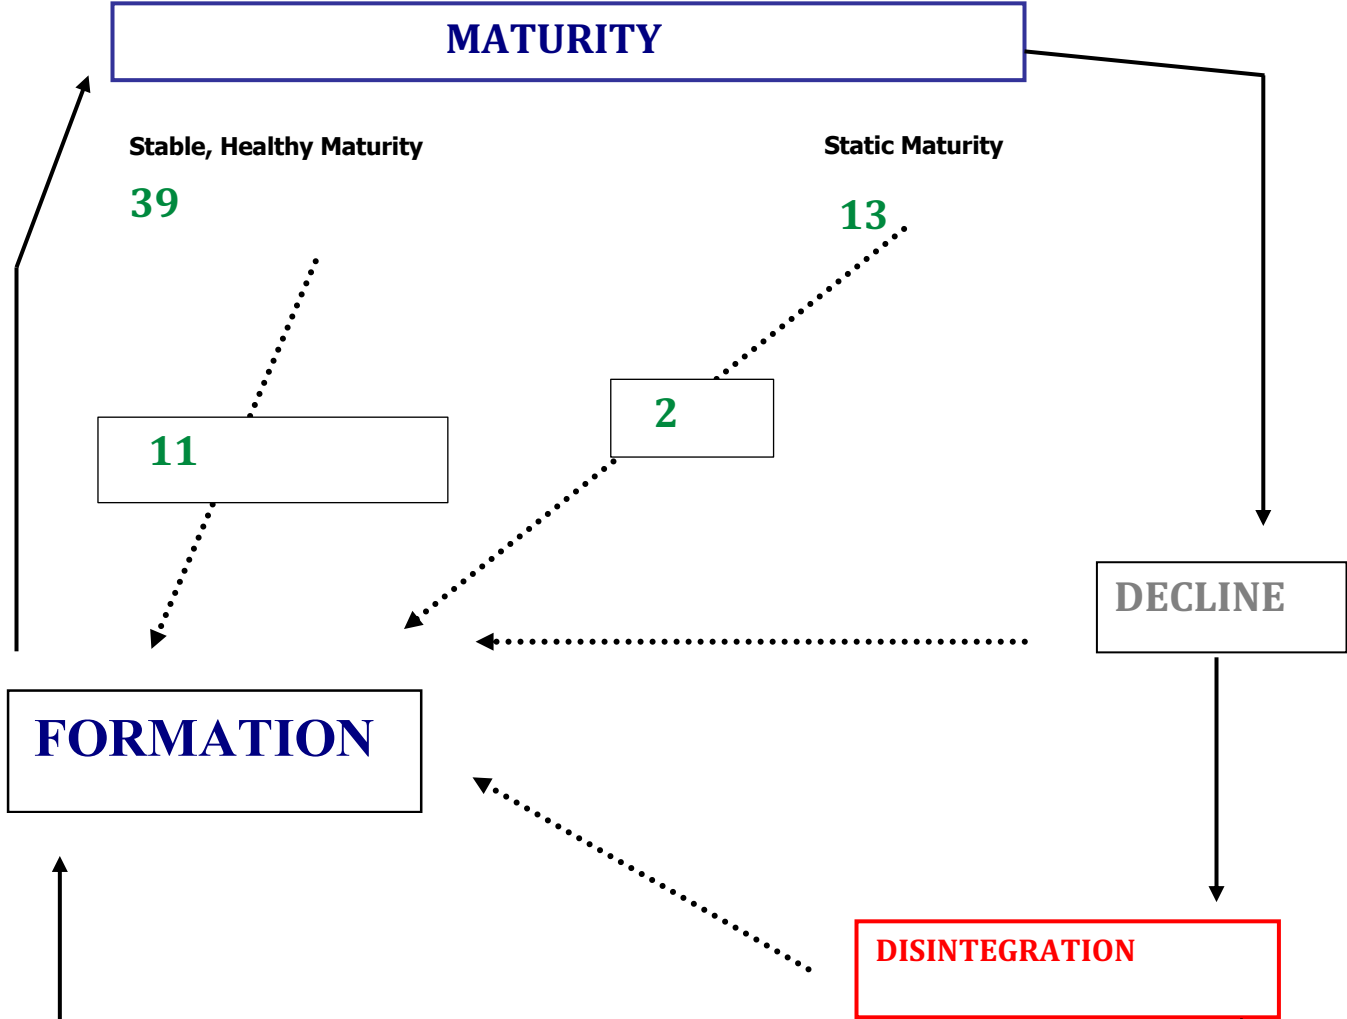 MATURITY
Stable, Healthy Maturity
Static Maturity
39
13
2
11
DECLINE
FORMATION
DISINTEGRATION